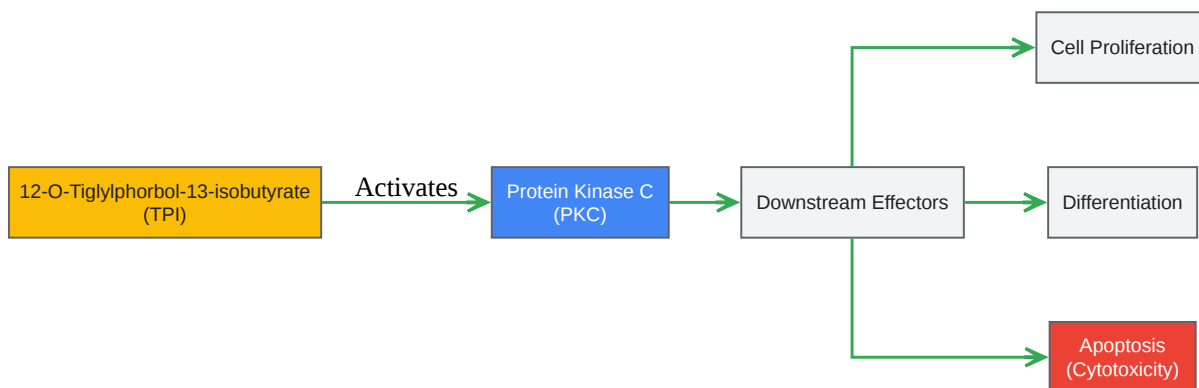 12-O-Tiglylphorbol-13-isobutyrate
(TPI)
Activates
Protein Kinase C
(PKC)
Downstream Effectors
Cell Proliferation
Differentiation
Apoptosis
(Cytotoxicity)